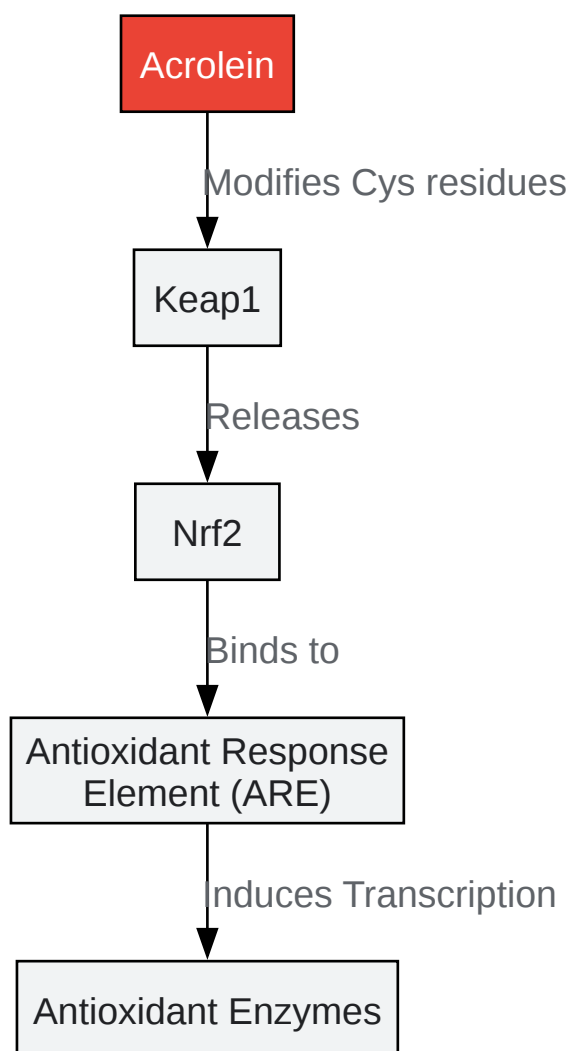 Acrolein
Modifies Cys residues
Keap1
Releases
Nrf2
Binds to
Antioxidant Response
Element (ARE)
Induces Transcription
Antioxidant Enzymes